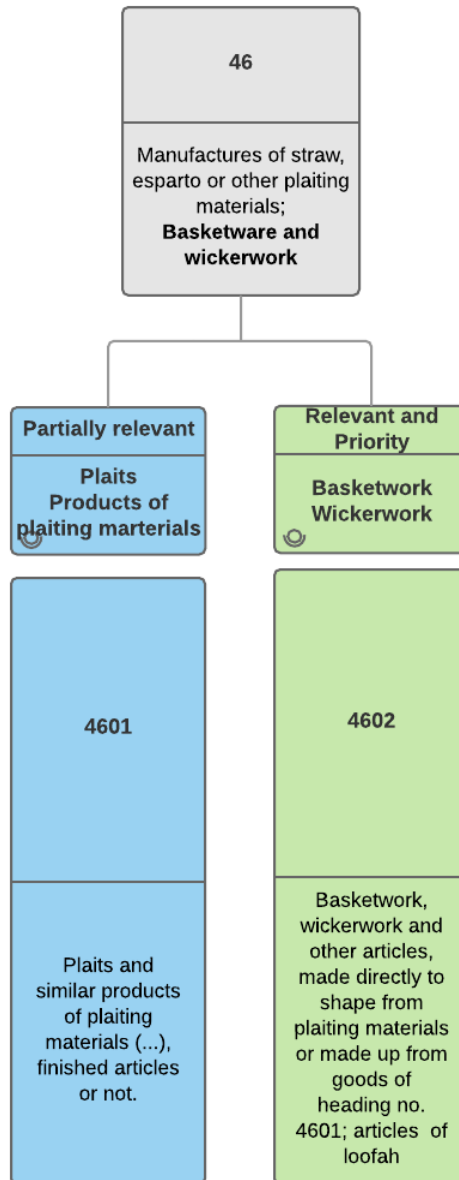 46
Manufactures of straw,
esparto or other plaiting
materials;
Basketware and
wickerwork
Partially relevant
Plaits
Products of
plaiting marterials
Relevant and
Priority
Basketwork
Wickerwork
4601
Plaits and
similar products
of plaiting
materials (...),
finished articles
or not.
4602
Basketwork,
wickerwork and
other articles,
made directly to
shape from
plaiting materials
or made up from
goods of
heading no.
4601; articles of
loofah